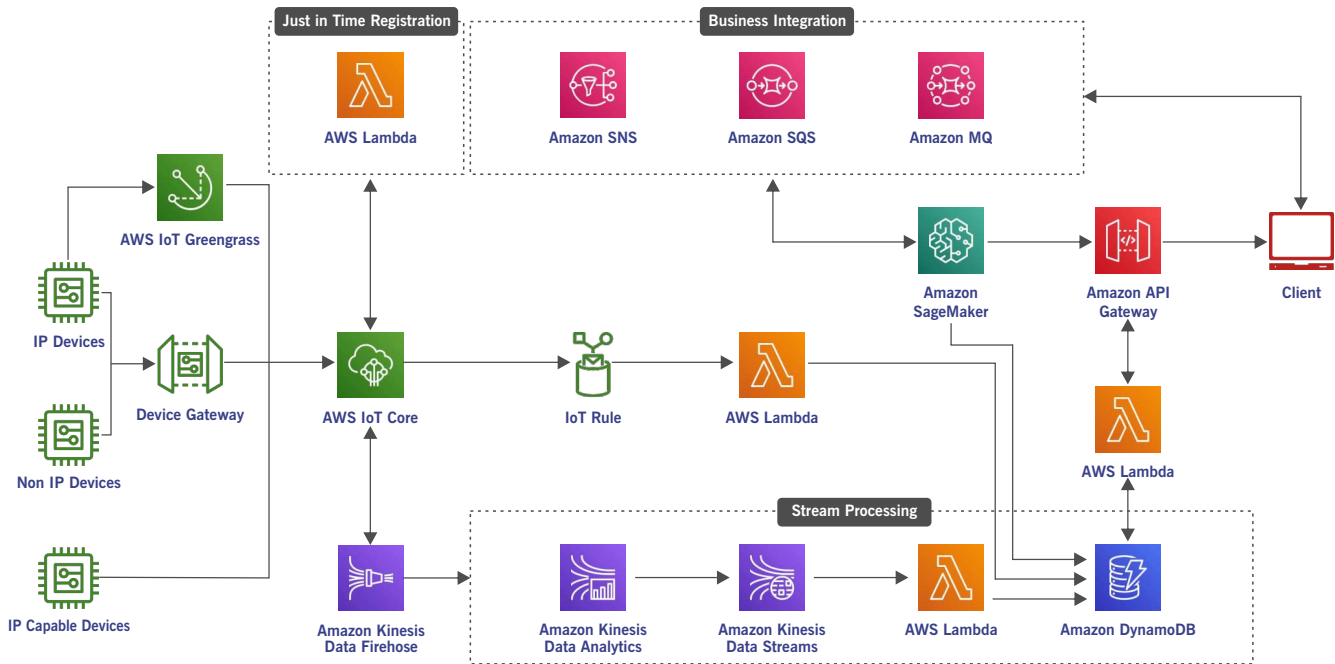 Just in Time Registration
Business Integration
AWS Lambda
Amazon SNS
Amazon SQS
Amazon MQ
AWS IoT Greengrass
IP Devices
Amazon
SageMaker
Amazon API
Gateway
Client
Device Gateway
AWS IoT Core
IoT Rule
AWS Lambda
AWS Lambda
Non IP Devices
Stream Processing
IP Capable Devices
Amazon Kinesis
Data Firehose
Amazon Kinesis
Data Analytics
Amazon Kinesis
Data Streams
AWS Lambda
Amazon DynamoDB